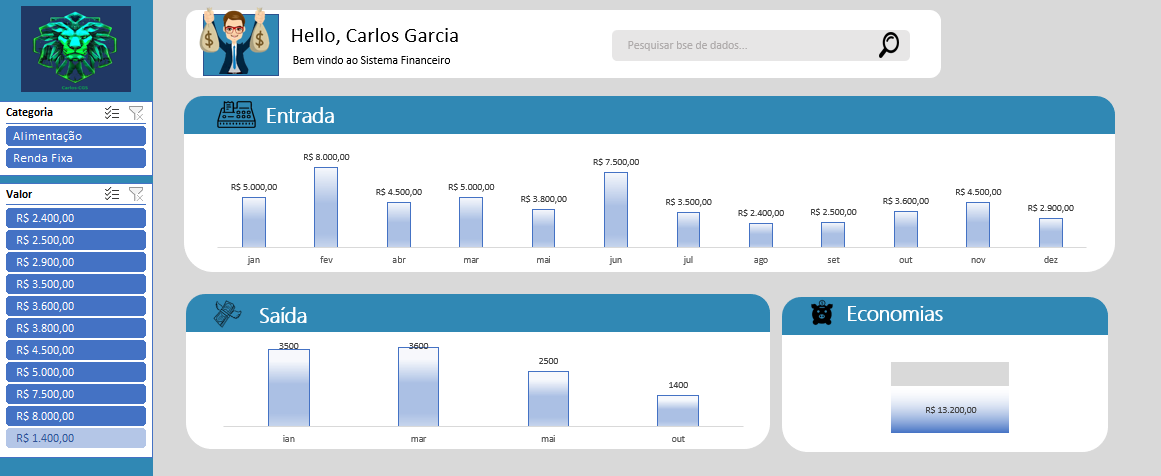 Hello, Carlos Garcia
Bem vindo ao Sistema Financeiro
Pesquisar bse de dados...
Categoria
Alimentação
Renda Fixa
Valor
R$ 2.400,00
R$ 2.500,00
R$ 2.900,00
R$ 3.500,00
R$ 3.600,00
R$ 3.800,00
R$ 4.500,00
R$ 5.000,00
R$ 7.500,00
R$ 8.000,00
R$ 1.400,00
Entrada
R$ 5.000,00 R$ 8.000,00 R$ 4.500,00 R$ 5.000,00 R$ 3.800,00 R$ 7.500,00 R$ 3.500,00 R$ 2.400,00 R$ 2.500,00 R$ 3.600,00 R$ 4.500,00 R$ 2.900,00
jan fev abr mar mai jun jul ago set out nov dez
Saída
3500 3600 2500 1400
jan mar mai out
Economias
R$ 13.200,00